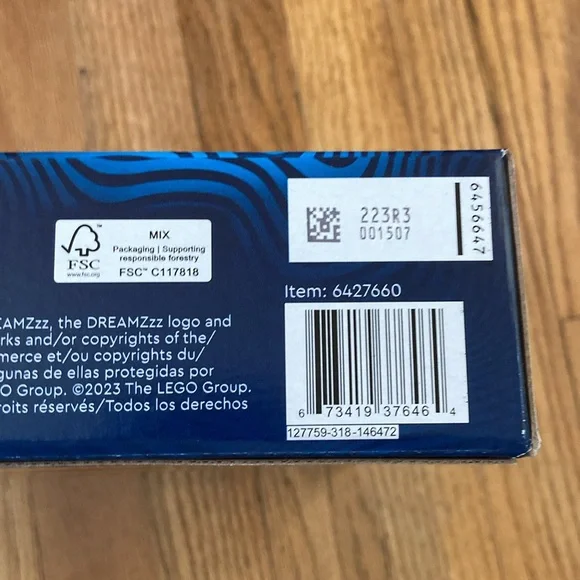 FSC™
www.fsc.org
MIX
Packaging | Supporting
responsible forestry
FSC™ C117818
223R3
001507
6456647
Item: 6427660
6 73419 37646 4
127759-318-146472
EAMZzz, the DREAMZzz logo and
rks and/or copyrights of the/
merce et/ou copyrights du/
gunas de ellas protegidas por
GO Group. ©2023 The LEGO Group.
roits réservés/Todos los derechos